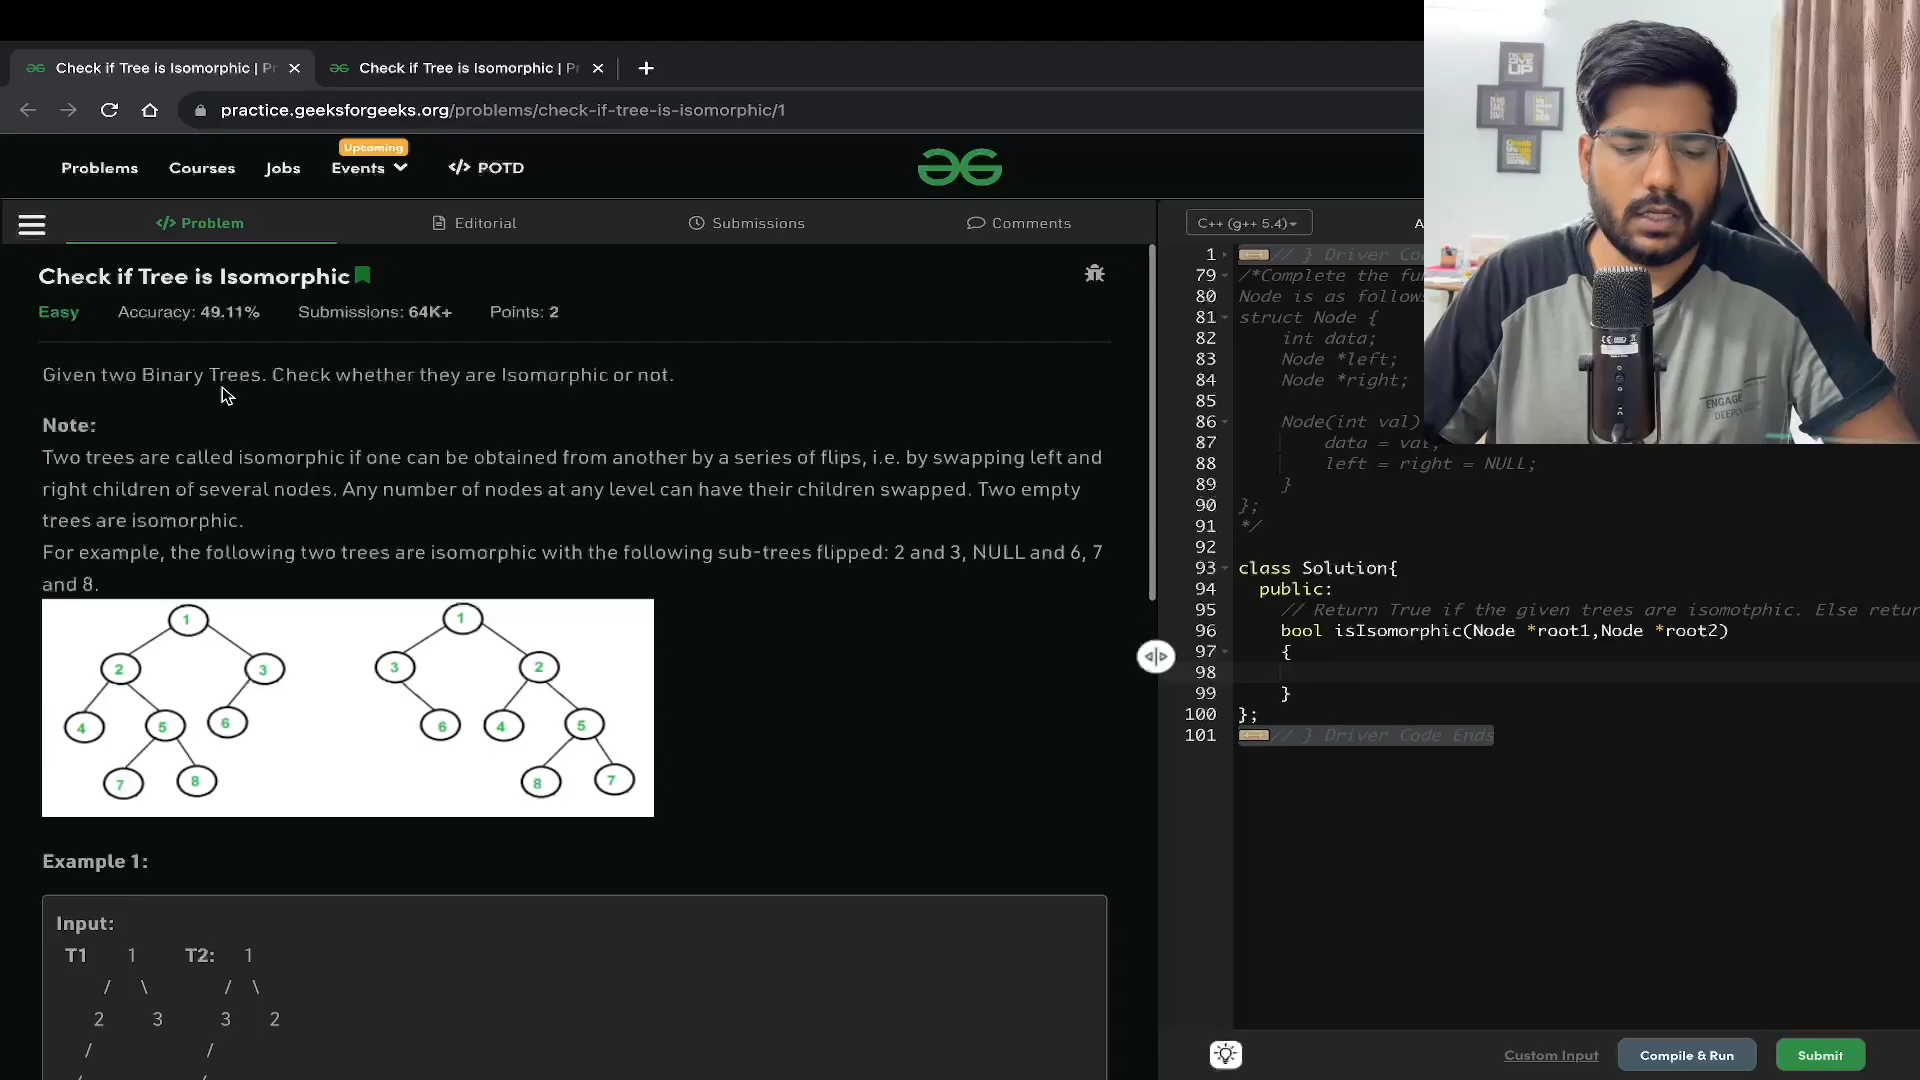 Check if Tree is Isomorphic | Pr
Check if Tree is Isomorphic | Pr
practice.geeksforgeeks.org/problems/check-if-tree-is-isomorphic/1
Upcoming
Problems Courses Jobs Events </> POTD
</> Problem Editorial Submissions Comments
Check if Tree is Isomorphic
Easy Accuracy: 49.11% Submissions: 64K+ Points: 2
Given two Binary Trees. Check whether they are Isomorphic or not.
Note:
Two trees are called isomorphic if one can be obtained from another by a series of flips, i.e. by swapping left and
right children of several nodes. Any number of nodes at any level can have their children swapped. Two empty
trees are isomorphic.
For example, the following two trees are isomorphic with the following sub-trees flipped: 2 and 3, NULL and 6, 7
and 8.
1 1
2 3 3 2
4 5 6 6 4 5
7 8 8 7
Example 1:
Input:
T1 1 T2: 1
/ \ / \
2 3 3 2
/ /
C++ (g++ 5.4)
1 // } Driver Co
79 /*Complete the fu
80 Node is as follows
81 struct Node {
82 int data;
83 Node *left;
84 Node *right;
85
86 Node(int val)
87 data = val;
88 left = right = NULL;
89 }
90 };
91 */
92
93 class Solution{
94 public:
95 // Return True if the given trees are isomotphic. Else retur
96 bool isIsomorphic(Node *root1,Node *root2)
97 {
98
99 }
100 };
101 // } Driver Code Ends
Custom Input Compile & Run Submit
GIVE
UP
ENGAGE